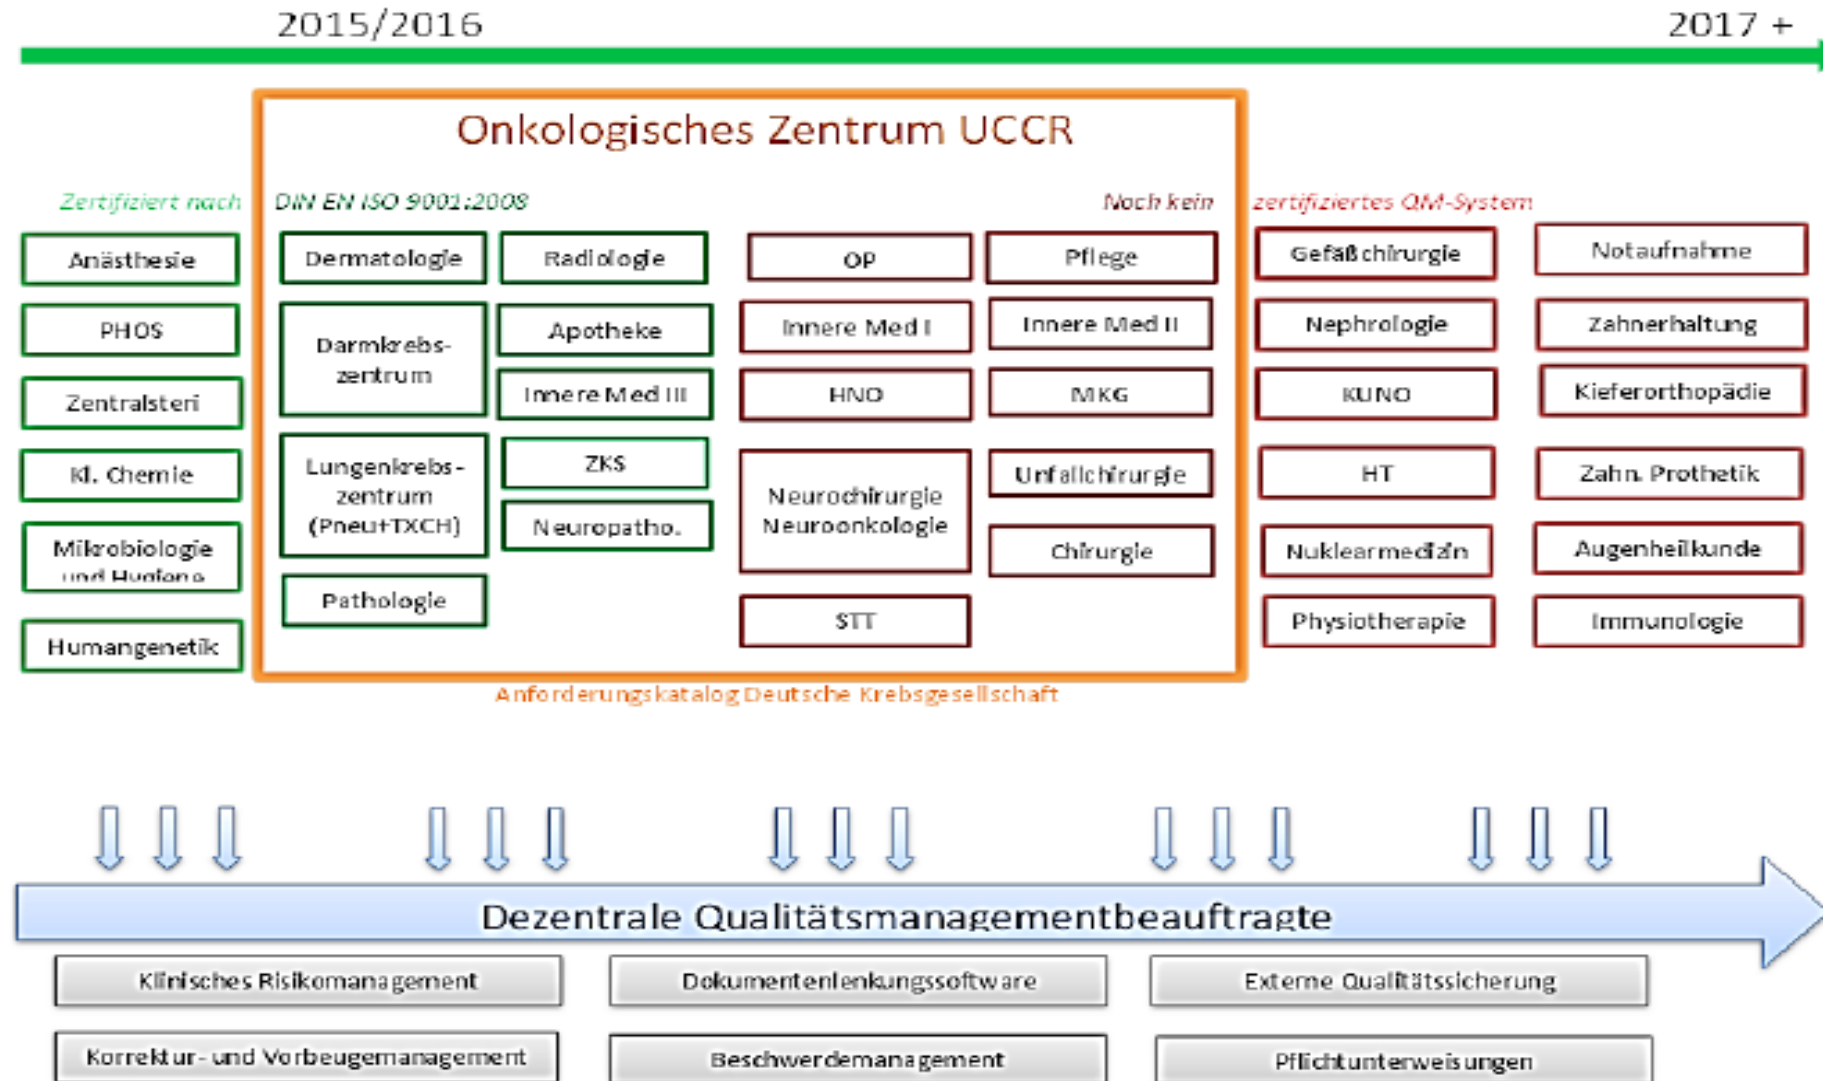 2015/2016
2017 +
Onkologisches Zentrum UCCR
Zertifiziert nach
DIN EN ISO 9001:2008
Noch kein
zertifiziertes QM-System
Anästhesie
PHOS
Zentralsteri
Kl. Chemie
Mikrobiologie
und Hygiene
Humangenetik
Dermatologie
Darmkrebs-
zentrum
Lungenkrebs-
zentrum
(Pneu+TXCH)
Pathologie
Radiologie
Apotheke
Innere Med III
ZKS
Neuropatho.
OP
Innere Med I
HNO
Neurochirurgie
Neuroonkologie
STT
Pflege
Innere Med II
MKG
Unfallchirurgie
Chirurgie
Gefäßchirurgie
Nephrologie
KUNO
HT
Nuklearmedizin
Physiotherapie
Notaufnahme
Zahnerhaltung
Kieferorthopädie
Zahn. Prothetik
Augenheilkunde
Immunologie
Anforderungskatalog Deutsche Krebsgesellschaft
Dezentrale Qualitätsmanagementbeauftragte
Klinisches Risikomanagement
Dokumentenlenkungssoftware
Externe Qualitätssicherung
Korrektur- und Vorbeugemanagement
Beschwerdemanagement
Pflichtunterweisungen